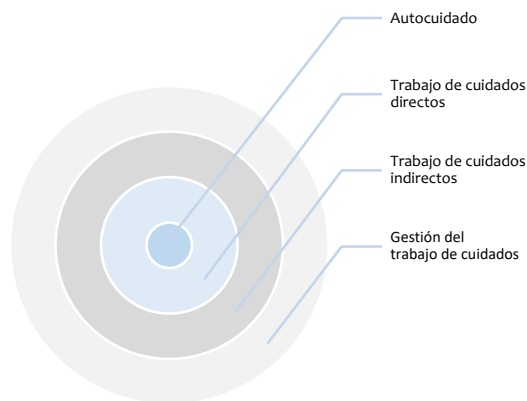 Autocuidado
Trabajo de cuidados
directos
Trabajo de cuidados
indirectos
Gestión del
trabajo de cuidados